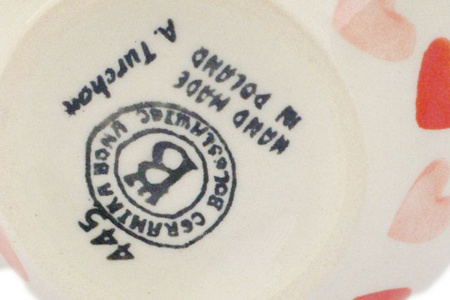 HAND MADE
IN POLAND
A. Turchan
CERAMIKA BONA BOLESŁAWIEC
B
445